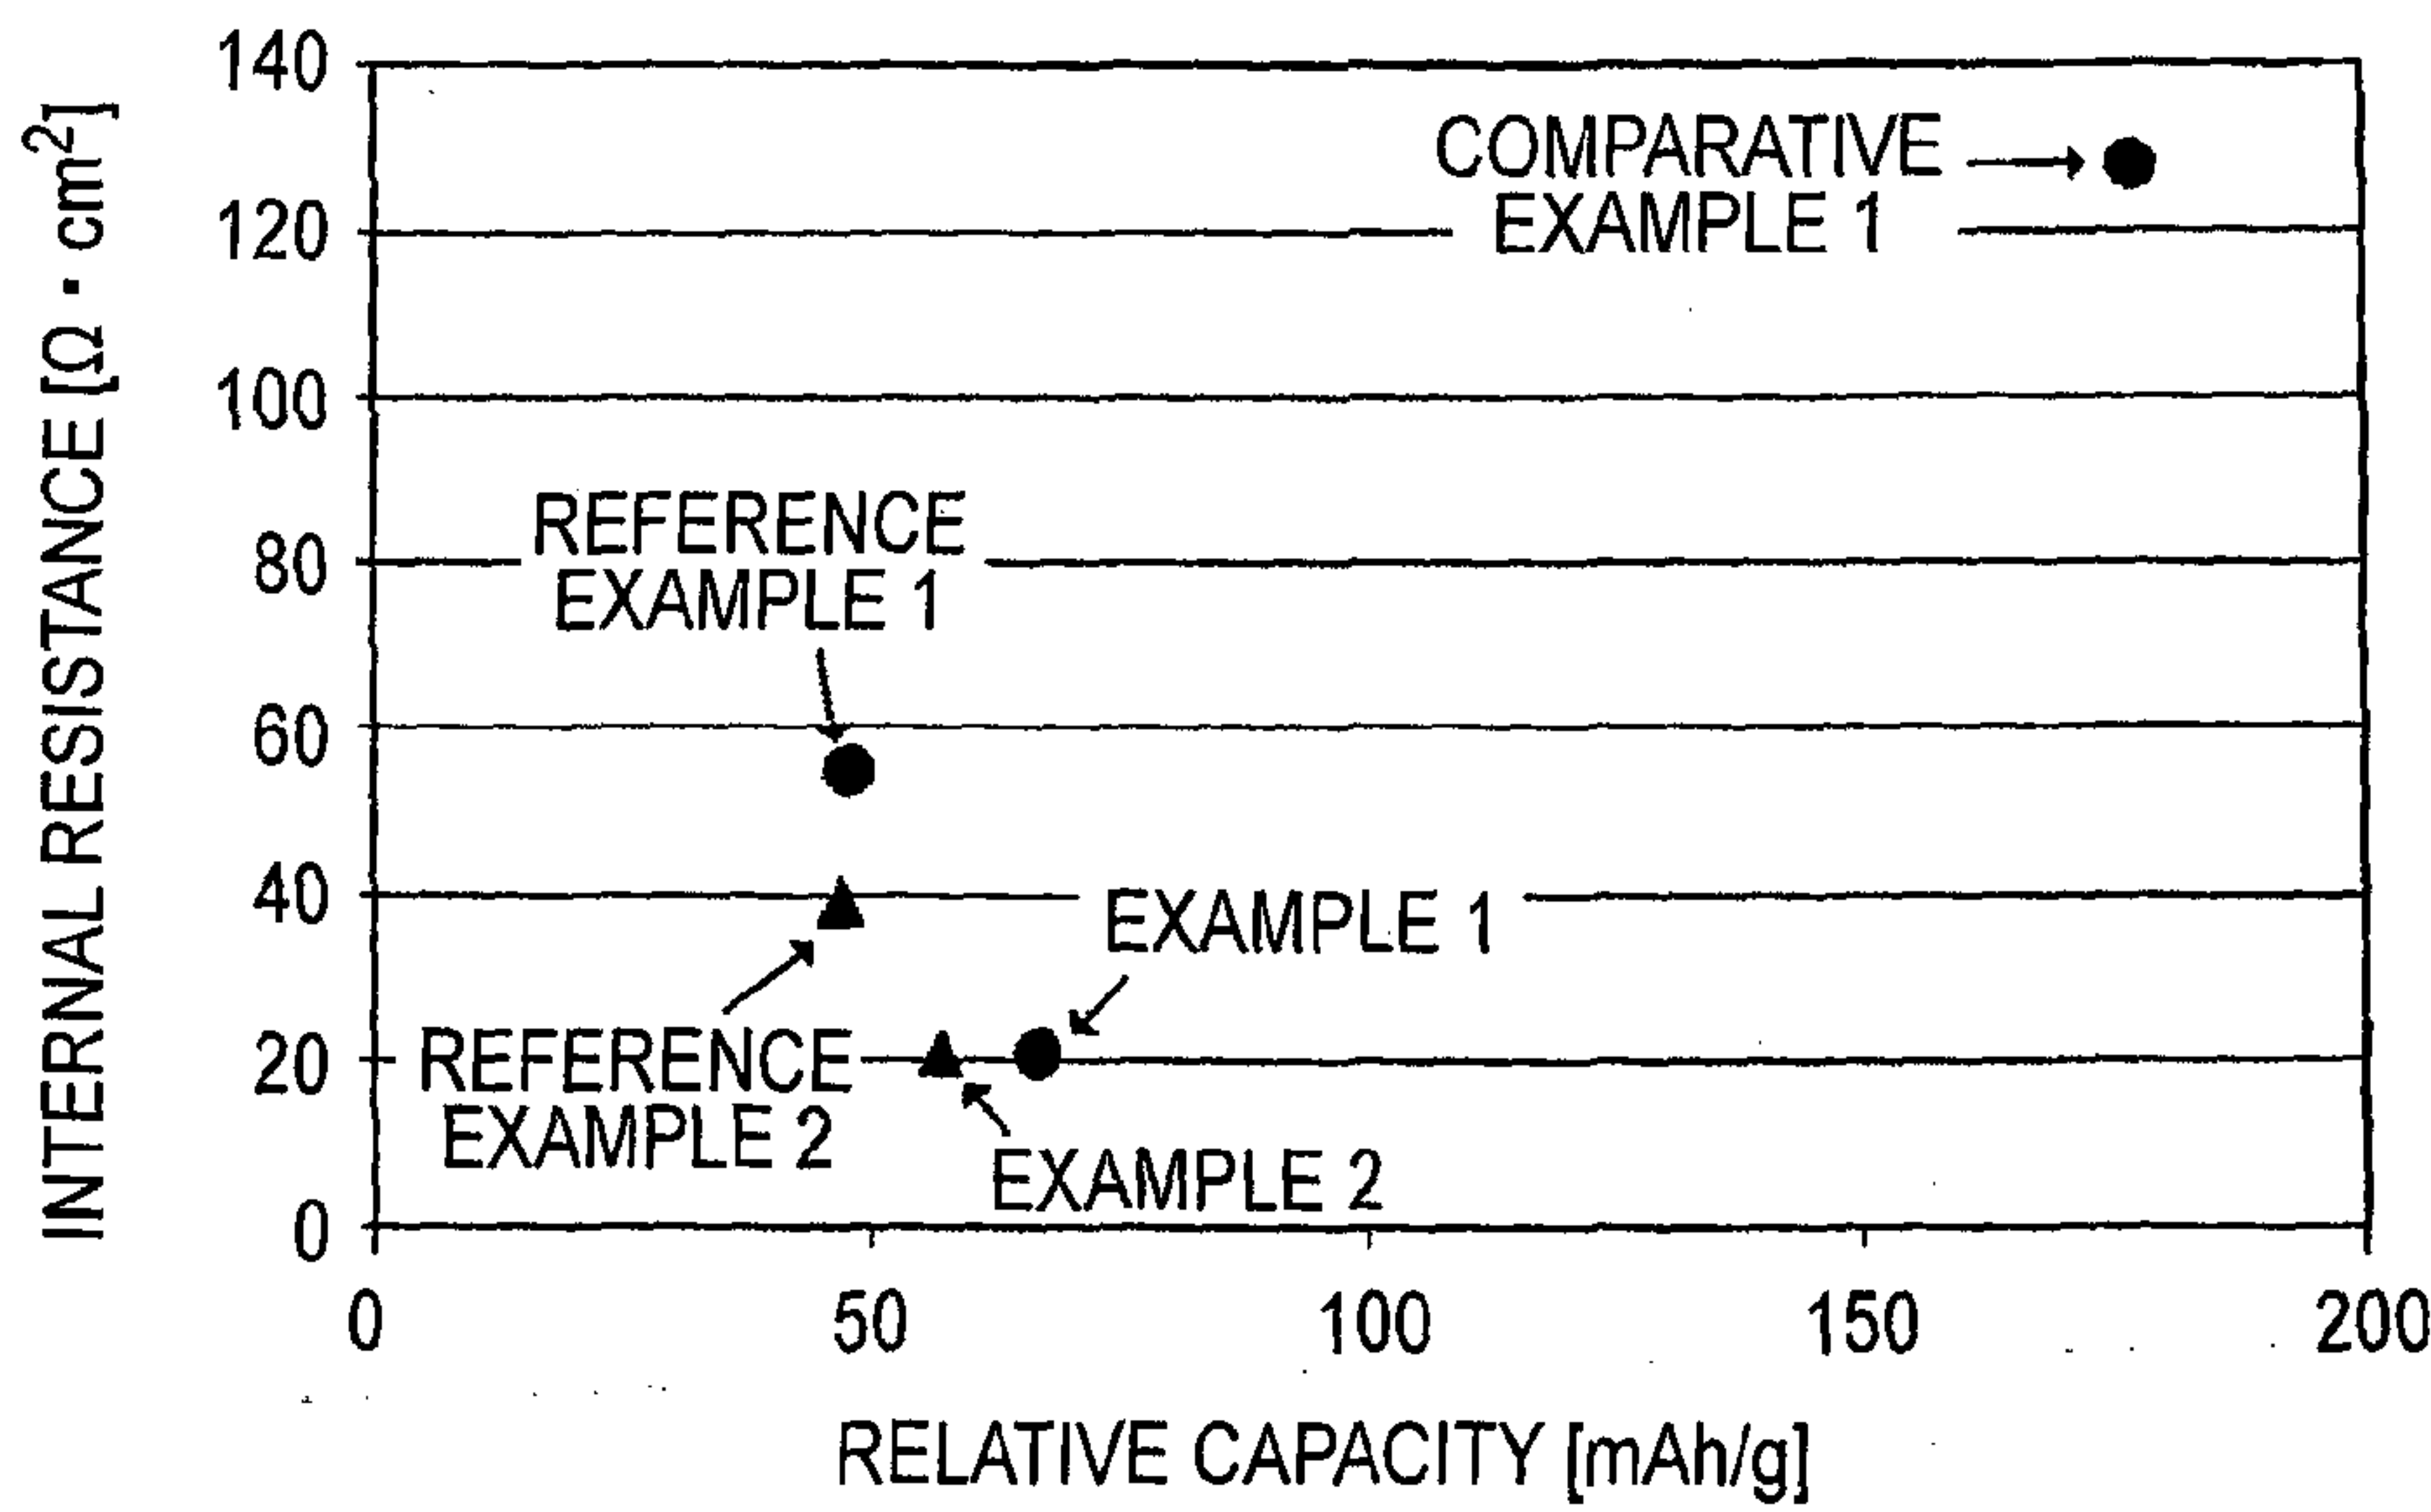 INTERNAL RESISTANCE [Ω・cm²]
140
120
100
80
60
40
20
0
COMPARATIVE
EXAMPLE 1
REFERENCE
EXAMPLE 1
EXAMPLE 1
REFERENCE
EXAMPLE 2
EXAMPLE 2
0 50 100 150 200
RELATIVE CAPACITY [mAh/g]